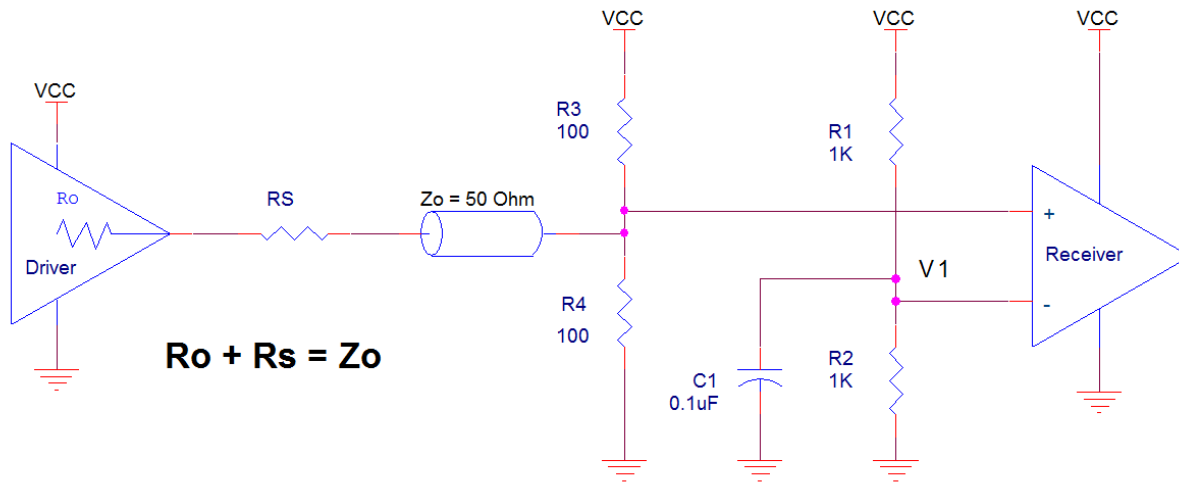 VCC
VCC
VCC
VCC
R3
100
R1
1K
Ro
RS
Zo = 50 Ohm
+
Driver
Receiver
V1
-
R4
100
Ro + Rs = Zo
C1
0.1uF
R2
1K